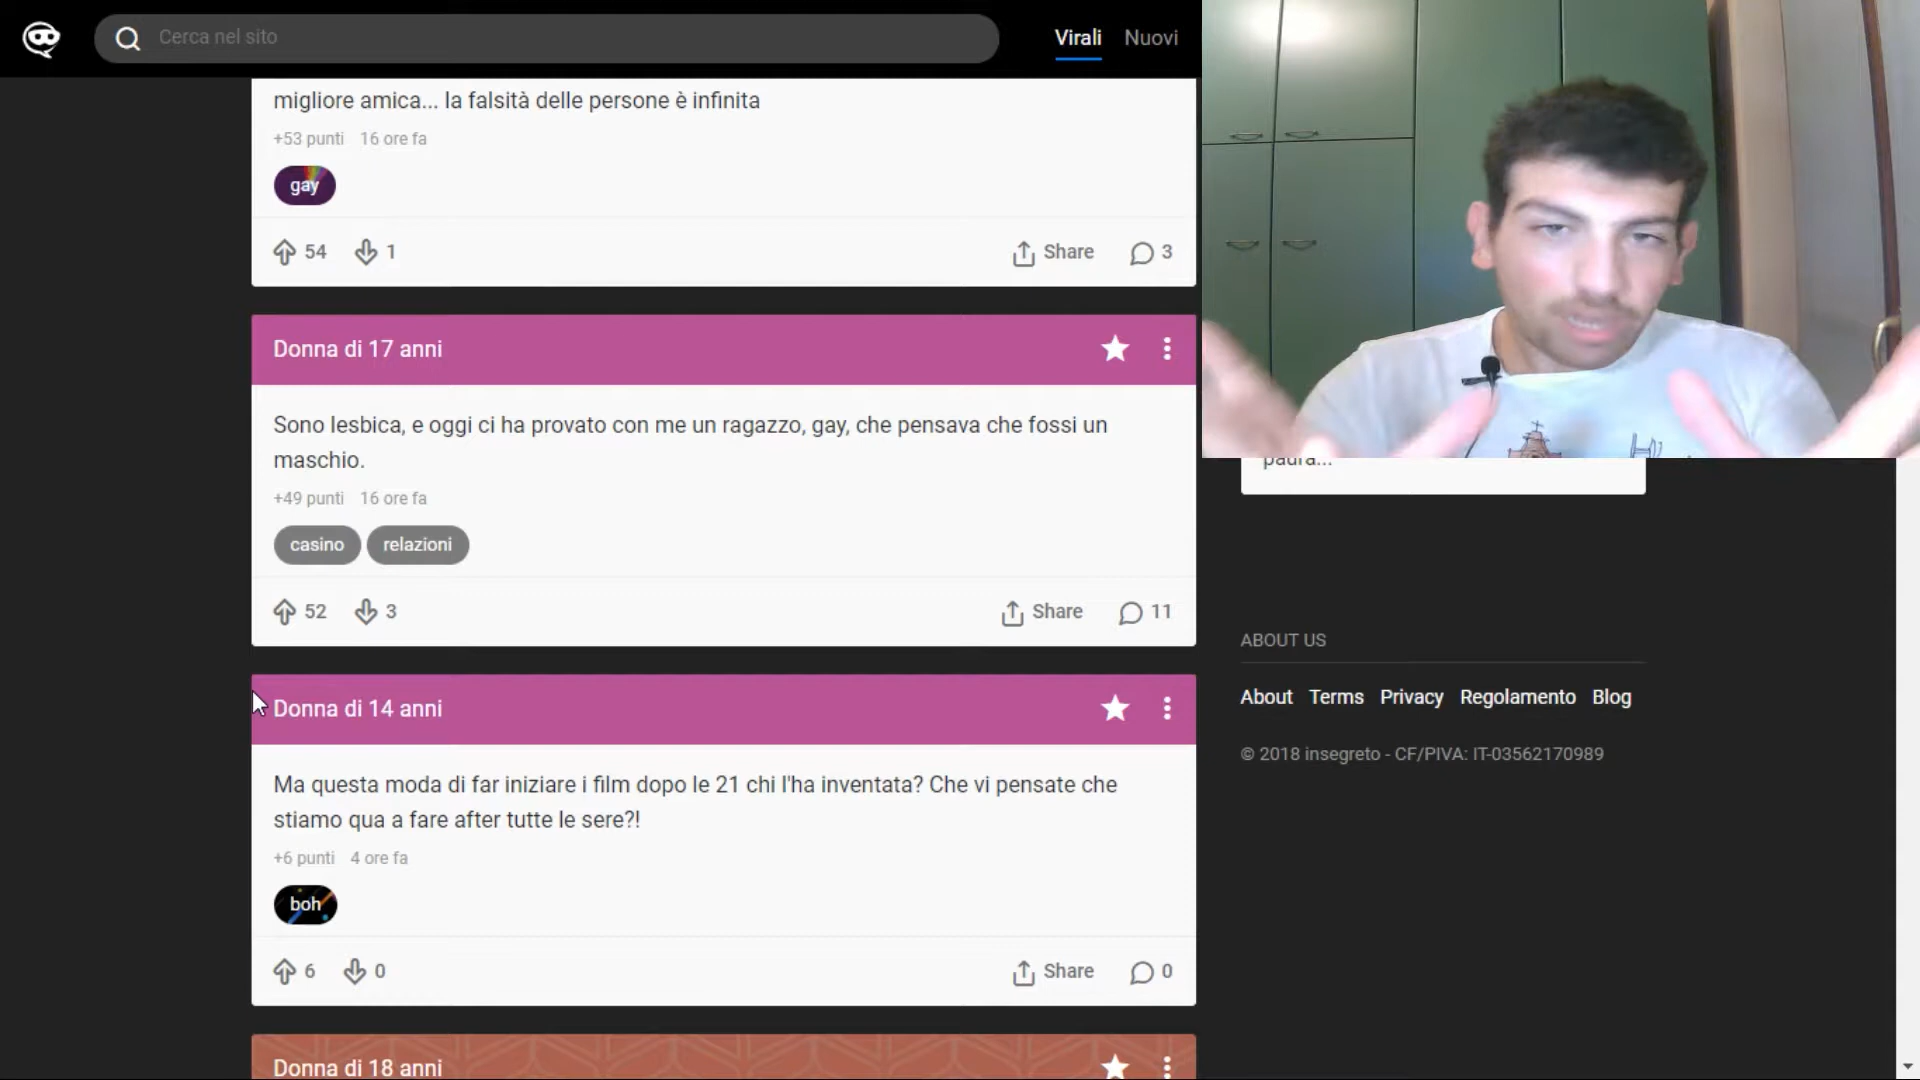 Cerca nel sito
Virali
Nuovi
migliore amica... la falsità delle persone è infinita
+53 punti 16 ore fa
gay
54
1
Share
3
Donna di 17 anni
Sono lesbica, e oggi ci ha provato con me un ragazzo, gay, che pensava che fossi un
maschio.
+49 punti 16 ore fa
casino
relazioni
52
3
Share
11
Donna di 14 anni
Ma questa moda di far iniziare i film dopo le 21 chi l'ha inventata? Che vi pensate che
stiamo qua a fare after tutte le sere?!
+6 punti 4 ore fa
boh
6
0
Share
0
Donna di 18 anni
paura...
ABOUT US
About Terms Privacy Regolamento Blog
© 2018 insegreto - CF/PIVA: IT-03562170989